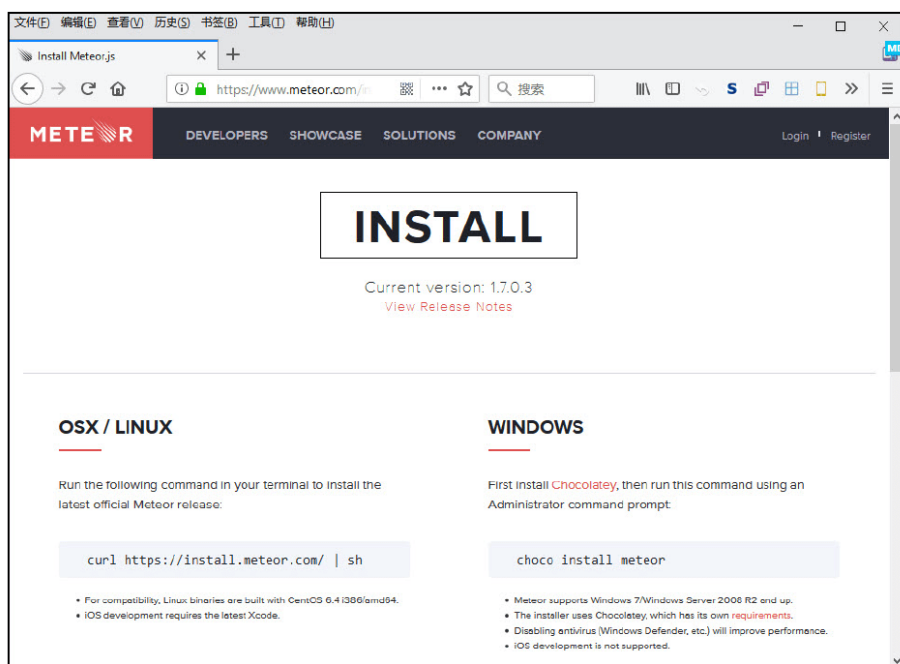 文件(F) 编辑(E) 查看(V) 历史(S) 书签(B) 工具(T) 帮助(H)
Install Meteor.js
https://www.meteor.com/
搜索
METEOR DEVELOPERS SHOWCASE SOLUTIONS COMPANY Login Register
INSTALL
Current version: 1.7.0.3
View Release Notes
OSX / LINUX
Run the following command in your terminal to install the
latest official Meteor release:
curl https://install.meteor.com/ | sh
• For compatibility, Linux binaries are built with CentOS 6.4 i386/amd64.
• iOS development requires the latest Xcode.
WINDOWS
First install Chocolatey, then run this command using an
Administrator command prompt:
choco install meteor
• Meteor supports Windows 7/Windows Server 2008 R2 and up.
• The installer uses Chocolatey, which has its own requirements.
• Disabling antivirus (Windows Defender, etc.) will improve performance.
• iOS development is not supported.